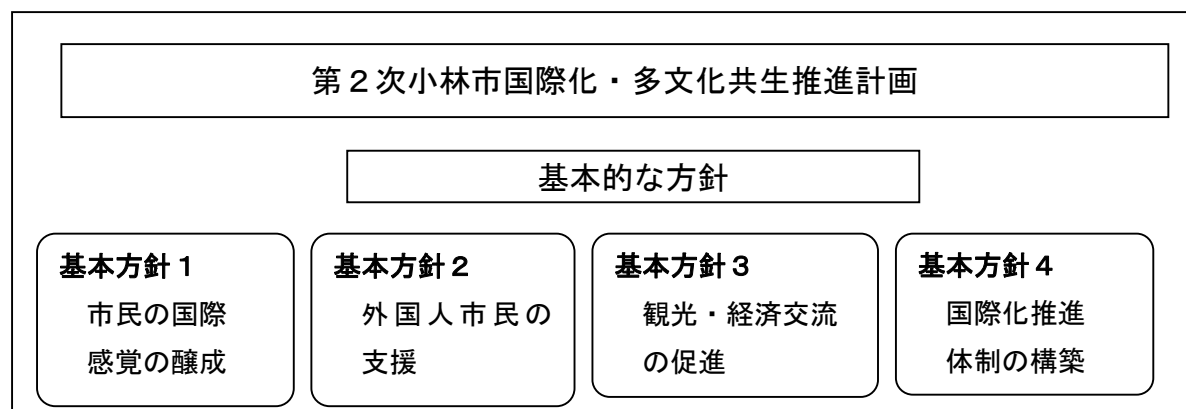 第２次小林市国際化・多文化共生推進計画
基本的な方針
基本方針１
市民の国際
感覚の醸成
基本方針２
外国人市民の
支援
基本方針３
観光・経済交流
の促進
基本方針４
国際化推進
体制の構築